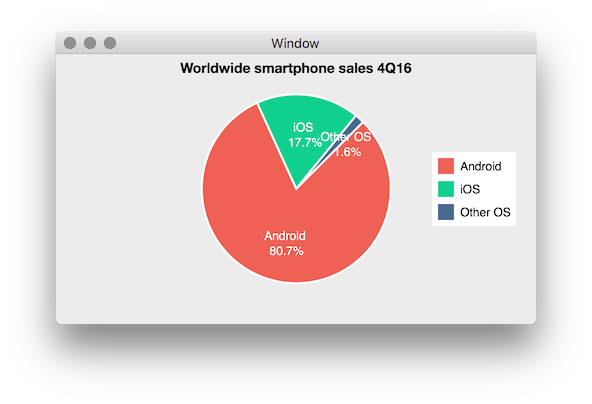 Window
Worldwide smartphone sales 4Q16
iOS
17.7%
Other OS
1.6%
Android
80.7%
Android
iOS
Other OS